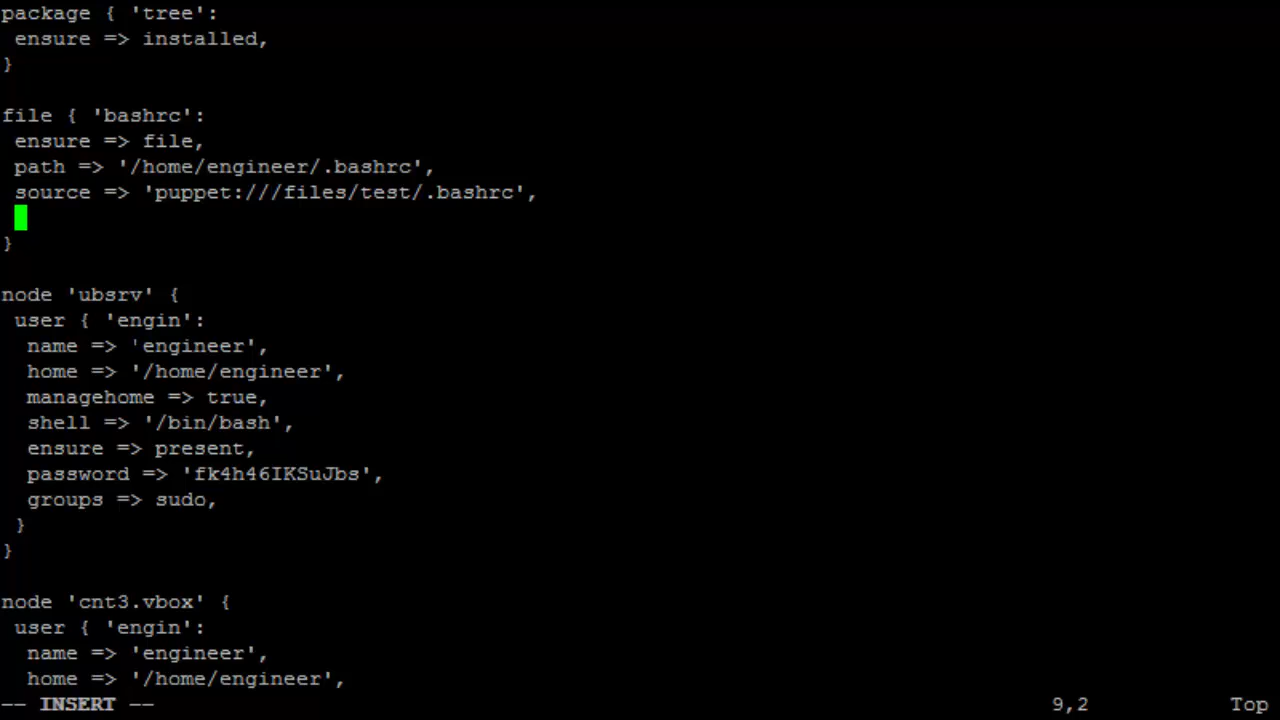 package { 'tree':
 ensure => installed,
}

file { 'bashrc':
 ensure => file,
 path => '/home/engineer/.bashrc',
 source => 'puppet:///files/test/.bashrc',

}

node 'ubsrv' {
 user { 'engin':
  name => 'engineer',
  home => '/home/engineer',
  managehome => true,
  shell => '/bin/bash',
  ensure => present,
  password => 'fk4h46IKSuJbs',
  groups => sudo,
 }
}

node 'cnt3.vbox' {
 user { 'engin':
  name => 'engineer',
  home => '/home/engineer',
-- INSERT -- 9,2 Top